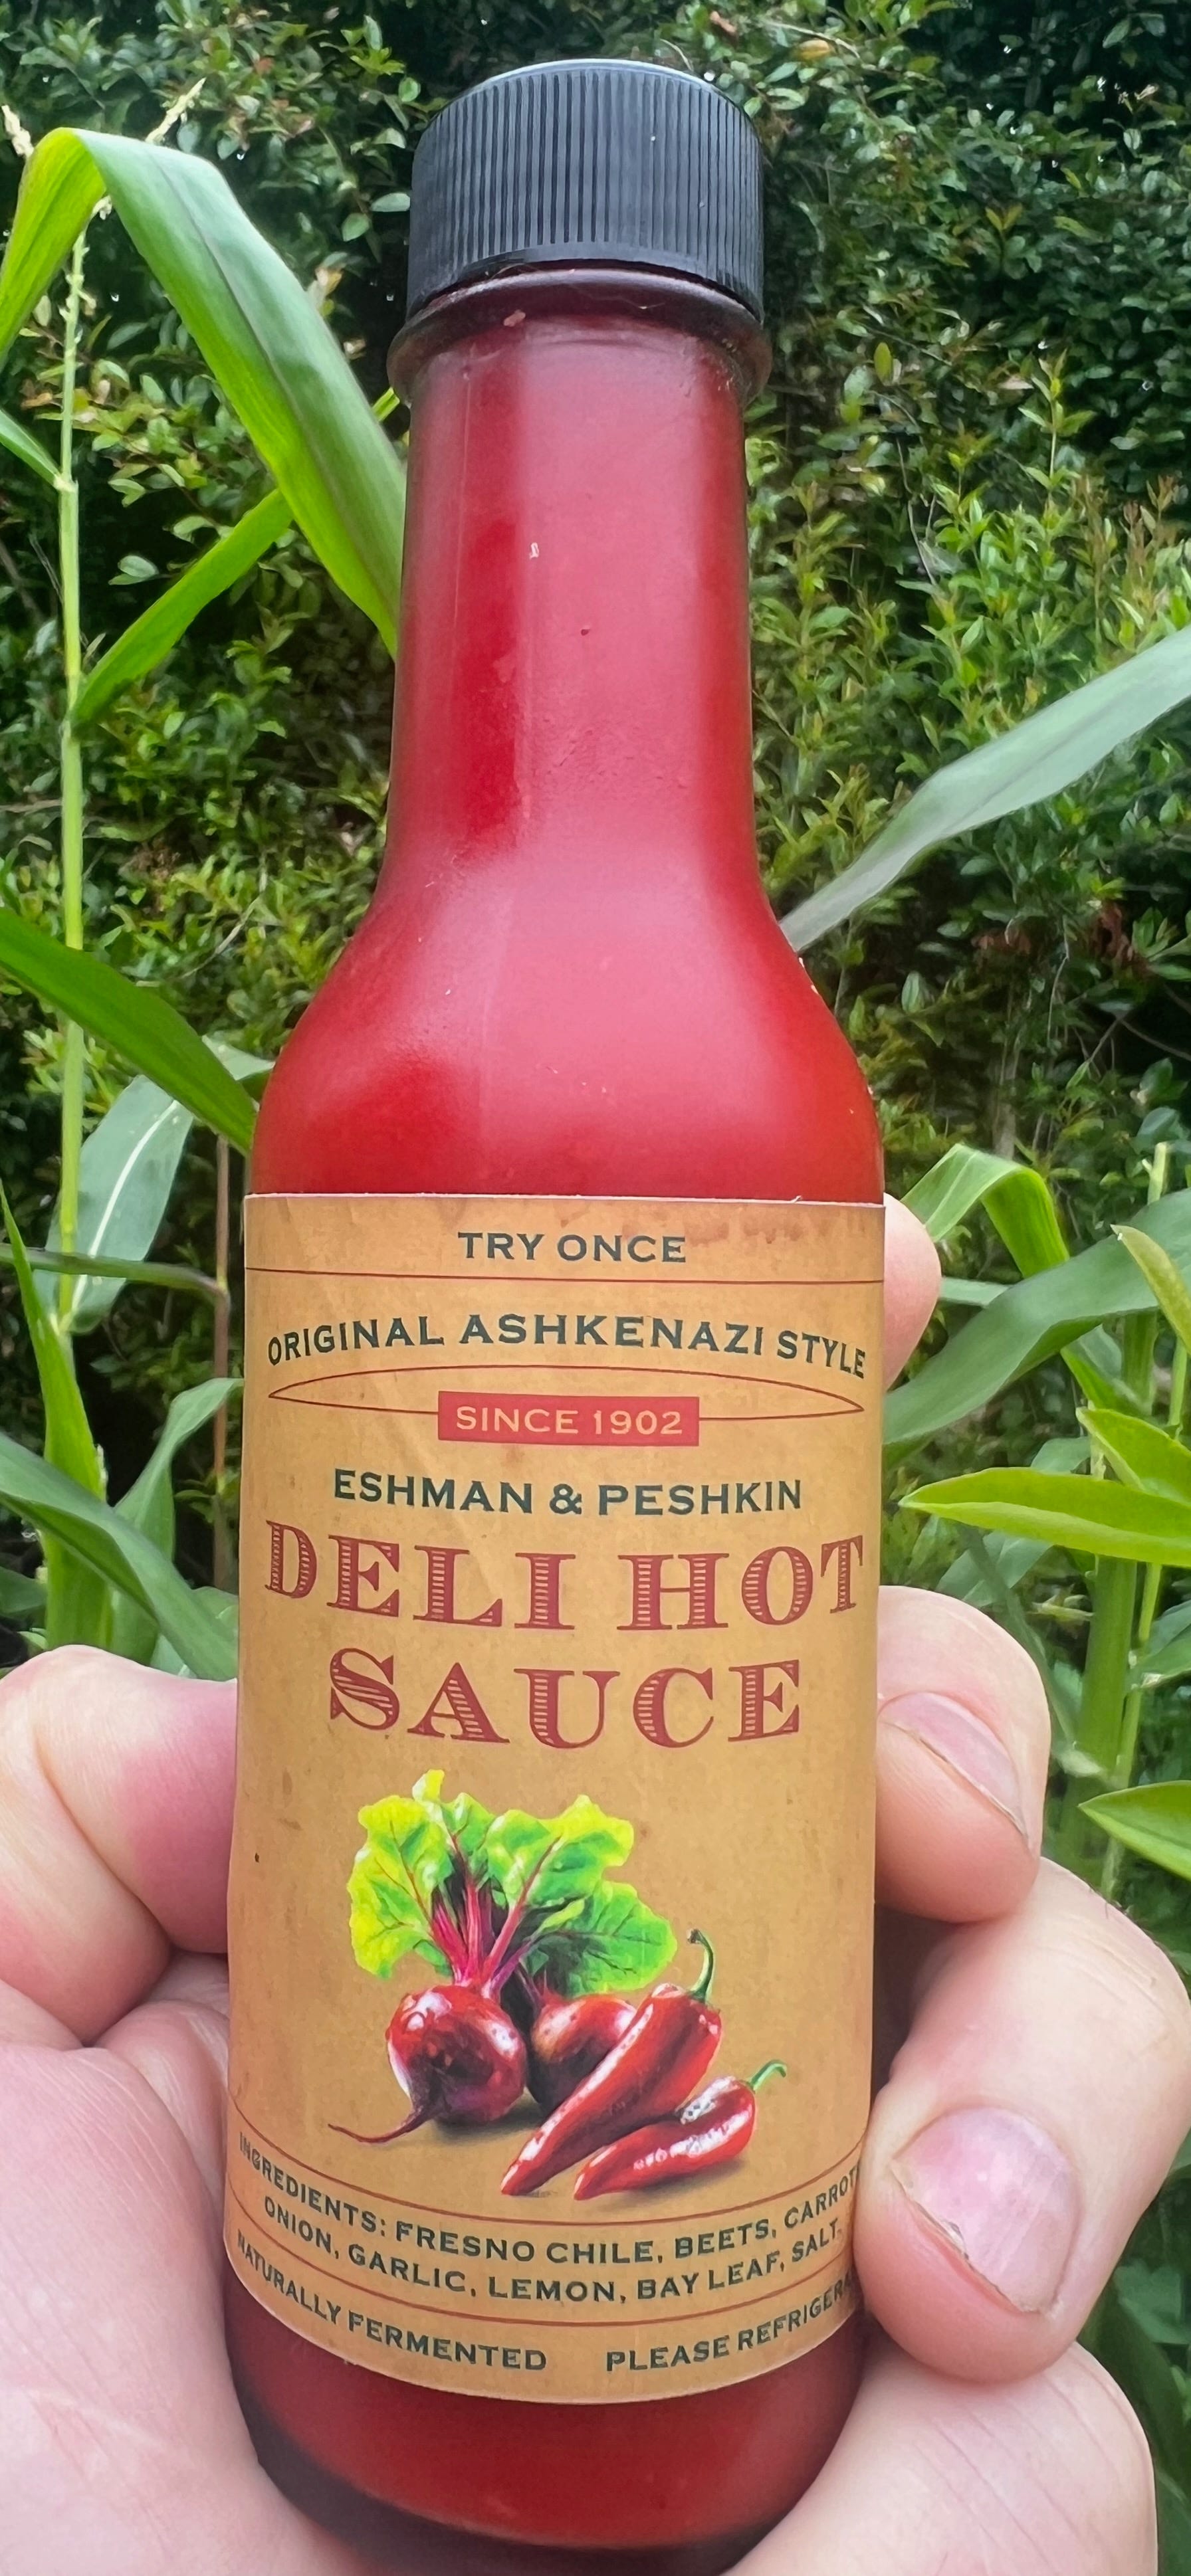 TRY ONCE
ORIGINAL ASHKENAZI STYLE
SINCE 1902
ESHMAN & PESHKIN
DELI HOT
SAUCE
INGREDIENTS: FRESNO CHILE, BEETS, CARROT
ONION, GARLIC, LEMON, BAY LEAF, SALT.
NATURALLY FERMENTED PLEASE REFRIGERA